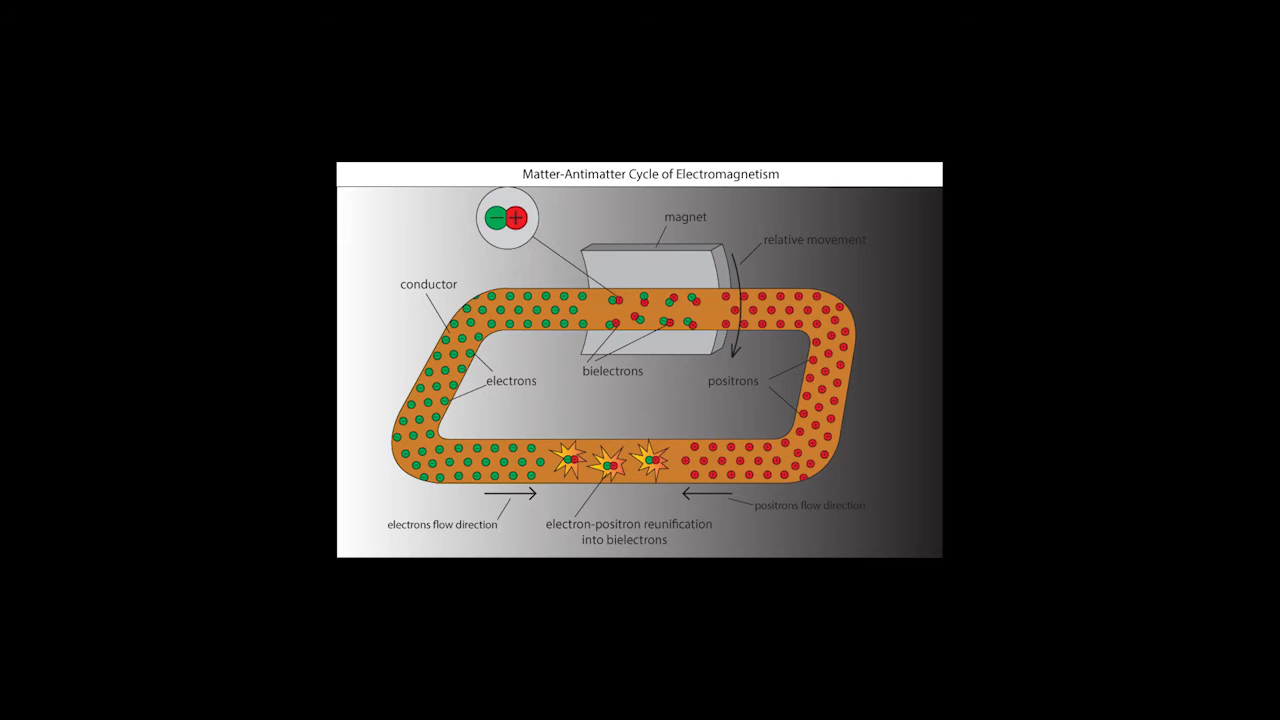 Matter-Antimatter Cycle of Electromagnetism
− +
magnet
relative movement
conductor
bielectrons
electrons
positrons
positrons flow direction
electrons flow direction
electron-positron reunification
into bielectrons